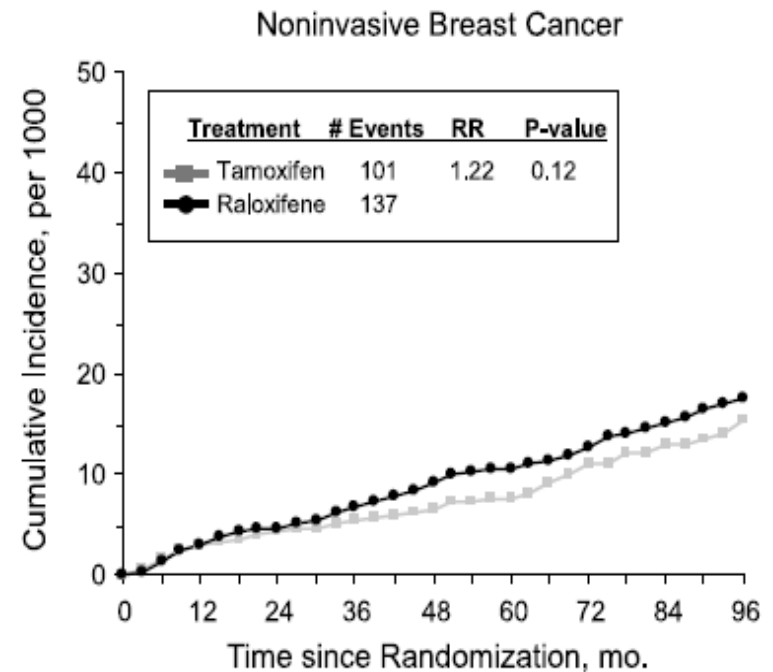 Noninvasive Breast Cancer
Cumulative Incidence, per 1000
50
40
30
20
10
0
Treatment # Events RR P-value
Tamoxifen 101 1.22 0.12
Raloxifene 137
0 12 24 36 48 60 72 84 96
Time since Randomization, mo.